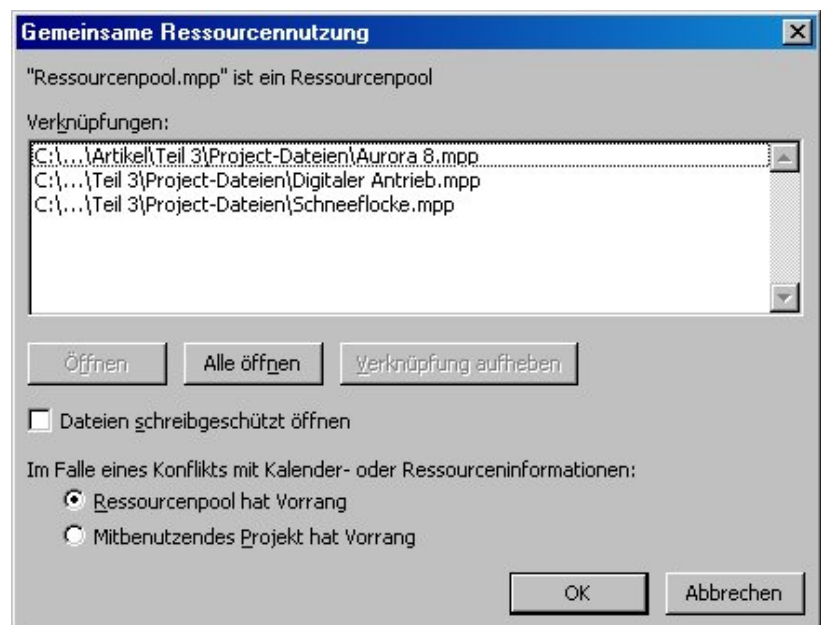 Gemeinsame Ressourcennutzung
"Ressourcenpool.mpp" ist ein Ressourcenpool
Verknüpfungen:
C:\...\Artikel\Teil 3\Project-Dateien\Aurora 8.mpp
C:\...\Teil 3\Project-Dateien\Digitaler Antrieb.mpp
C:\...\Teil 3\Project-Dateien\Schneeflocke.mpp
Öffnen Alle öffnen Verknüpfung aufheben
Dateien schreibgeschützt öffnen
Im Falle eines Konflikts mit Kalender- oder Ressourceninformationen:
Ressourcenpool hat Vorrang
Mitbenutzendes Projekt hat Vorrang
OK Abbrechen